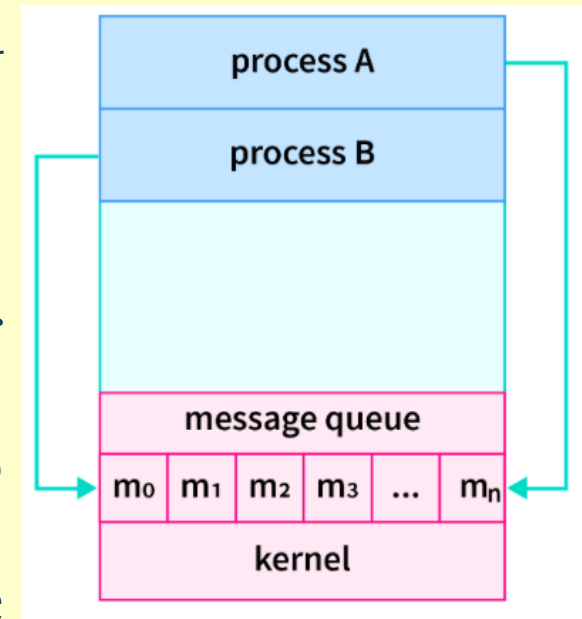 process A
process B
message queue
m₀ m₁ m₂ m₃ ... mₙ
kernel